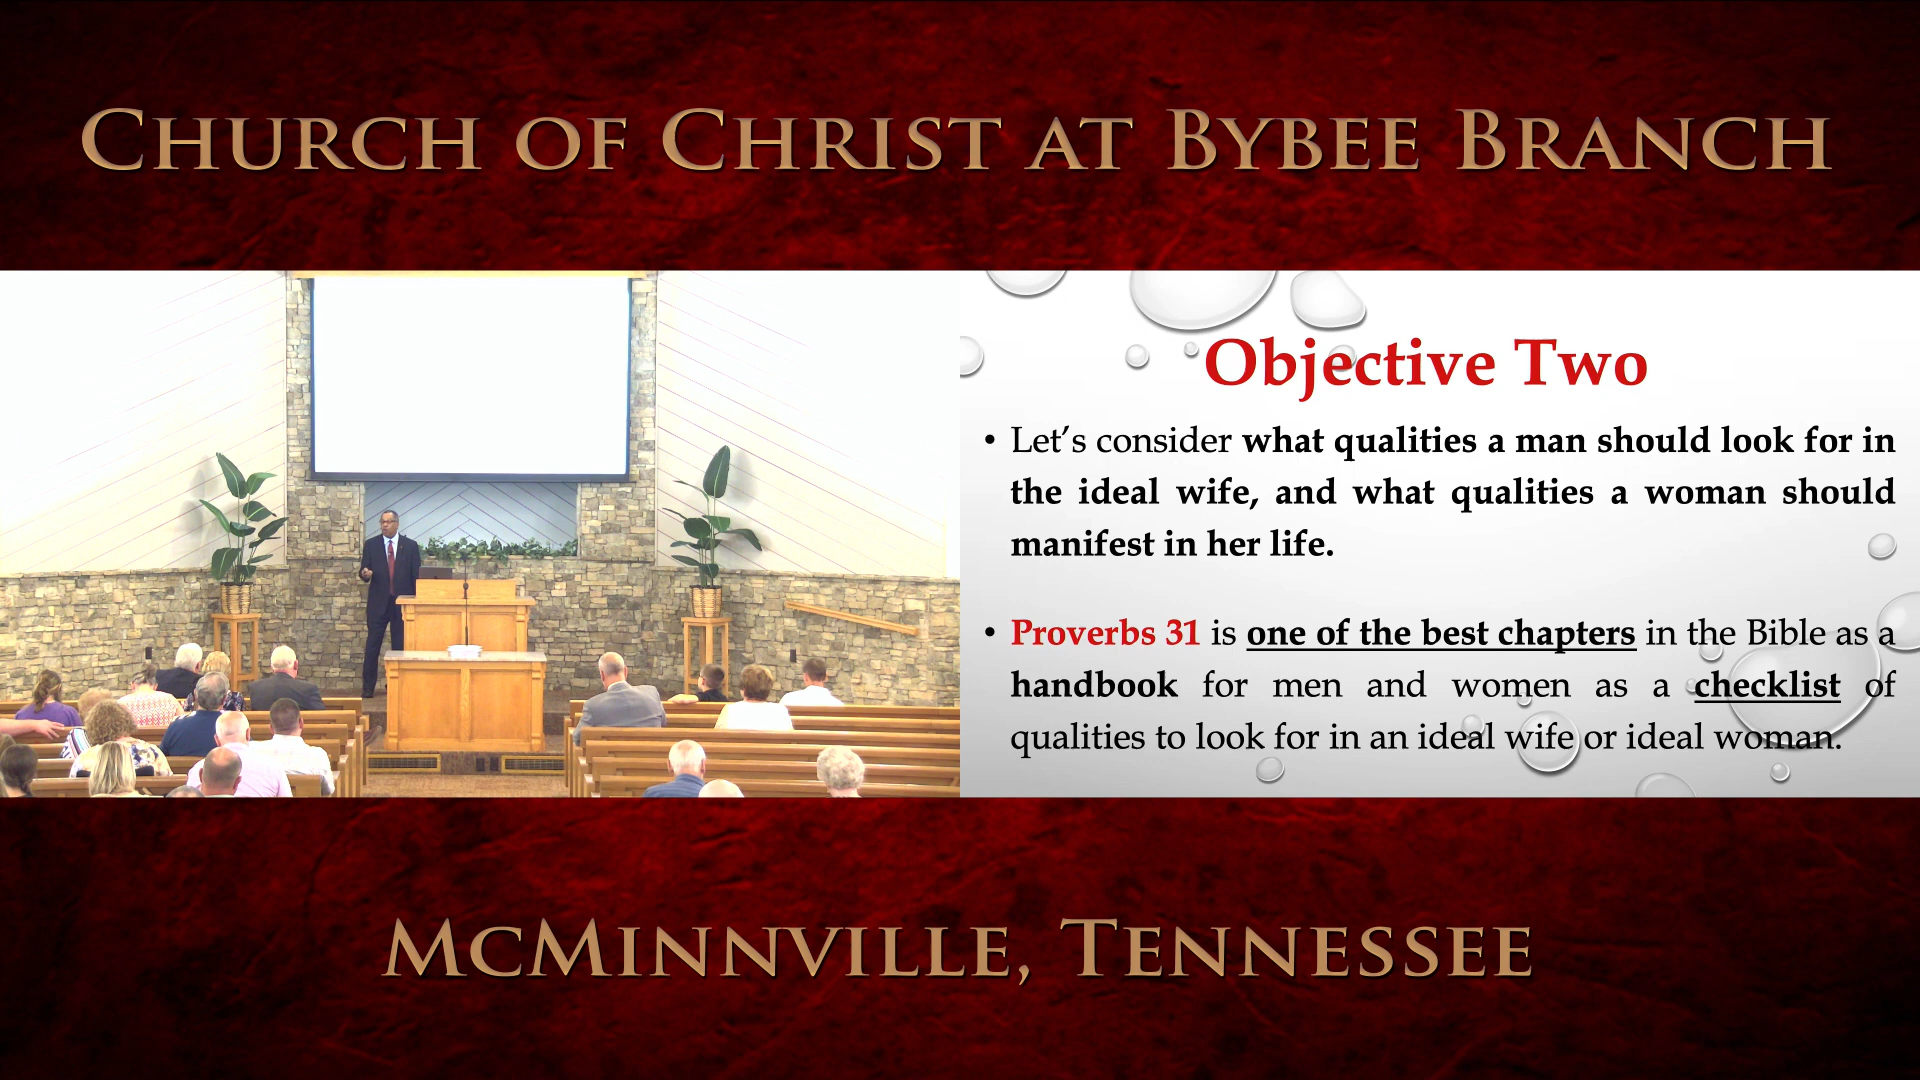 Church of Christ at Bybee Branch
Objective Two
• Let’s consider what qualities a man should look for in
the ideal wife, and what qualities a woman should
manifest in her life.
• Proverbs 31 is one of the best chapters in the Bible as a
handbook for men and women as a checklist of
qualities to look for in an ideal wife or ideal woman.
McMinnville, Tennessee